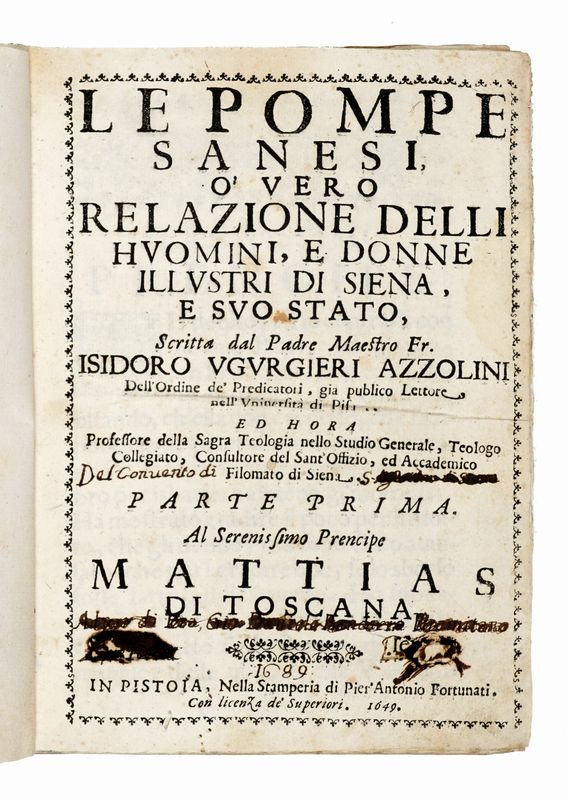 LE POMPE
SANESI,
O' VERO
RELAZIONE DELLI
HVOMINI, E DONNE
ILLVSTRI DI SIENA,
E SVO STATO,
Scritta dal Padre Maestro Fr.
ISIDORO VGVRGIERI AZZOLINI
Dell'Ordine de' Predicatori, gia publico Lettore
nell'Vniversità di Pisa
ED HORA
Professore della Sagra Teologia nello Studio Generale, Teologo
Collegiato, Consultore del Sant'Offizio, ed Accademico
Del Convento di Filomato di Siena
PARTE PRIMA.
Al Serenissimo Prencipe
MATTIAS
DI TOSCANA
1689
IN PISTOIA, Nella Stamperia di Pier'Antonio Fortunati.
Con licenza de' Superiori. 1649.